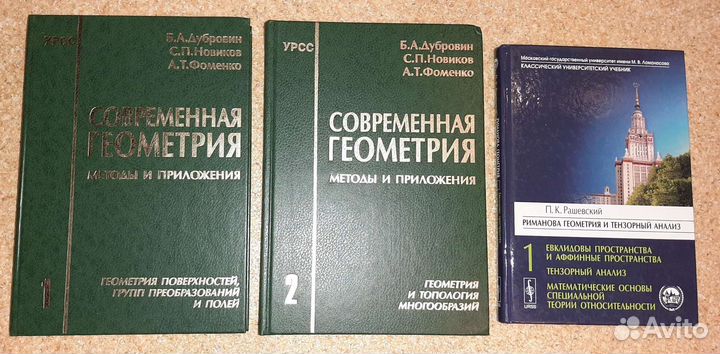 УРСС
Б.А.Дубровин
С.П.Новиков
А.Т.Фоменко
СОВРЕМЕННАЯ
ГЕОМЕТРИЯ
МЕТОДЫ И ПРИЛОЖЕНИЯ
1
ГЕОМЕТРИЯ ПОВЕРХНОСТЕЙ,
ГРУПП ПРЕОБРАЗОВАНИЙ
И ПОЛЕЙ
УРСС
Б.А.Дубровин
С.П.Новиков
А.Т.Фоменко
СОВРЕМЕННАЯ
ГЕОМЕТРИЯ
МЕТОДЫ И ПРИЛОЖЕНИЯ
2
ГЕОМЕТРИЯ
И ТОПОЛОГИЯ
МНОГООБРАЗИЙ
Московский государственный университет имени М. В. Ломоносова
КЛАССИЧЕСКИЙ УНИВЕРСИТЕТСКИЙ УЧЕБНИК
П. К. Рашевский
РИМАНОВА ГЕОМЕТРИЯ И ТЕНЗОРНЫЙ АНАЛИЗ
1
ЕВКЛИДОВЫ ПРОСТРАНСТВА
И АФФИННЫЕ ПРОСТРАНСТВА
ТЕНЗОРНЫЙ АНАЛИЗ
МАТЕМАТИЧЕСКИЕ ОСНОВЫ
СПЕЦИАЛЬНОЙ
ТЕОРИИ ОТНОСИТЕЛЬНОСТИ
URSS
Avito